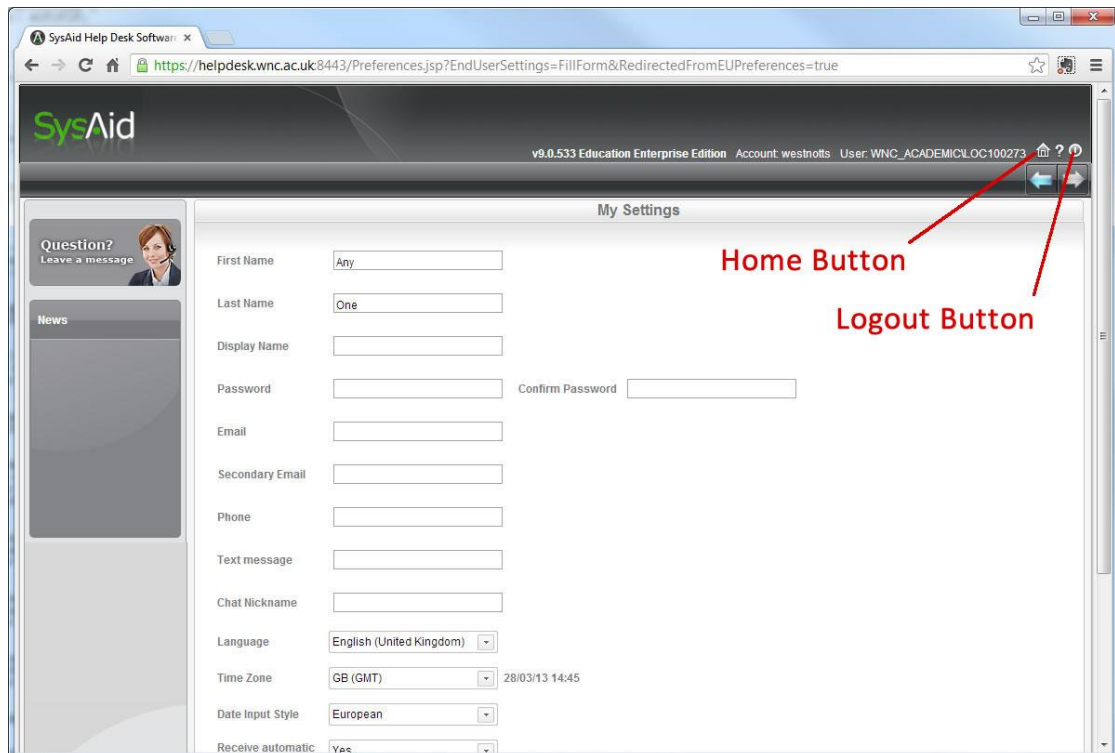 SysAid Help Desk Softwar
https://helpdesk.wnc.ac.uk:8443/Preferences.jsp?EndUserSettings=FillForm&RedirectedFromEUPreferences=true
SysAid
v9.0.533 Education Enterprise Edition Account: westnotts User: WNC_ACADEMIC\LOC100273 ?
My Settings
Question?
Leave a message
News
First Name Any
Home Button
Last Name One
Logout Button
Display Name
Password Confirm Password
Email
Secondary Email
Phone
Text message
Chat Nickname
Language English (United Kingdom)
Time Zone GB (GMT) 28/03/13 14:45
Date Input Style European
Receive automatic Yes